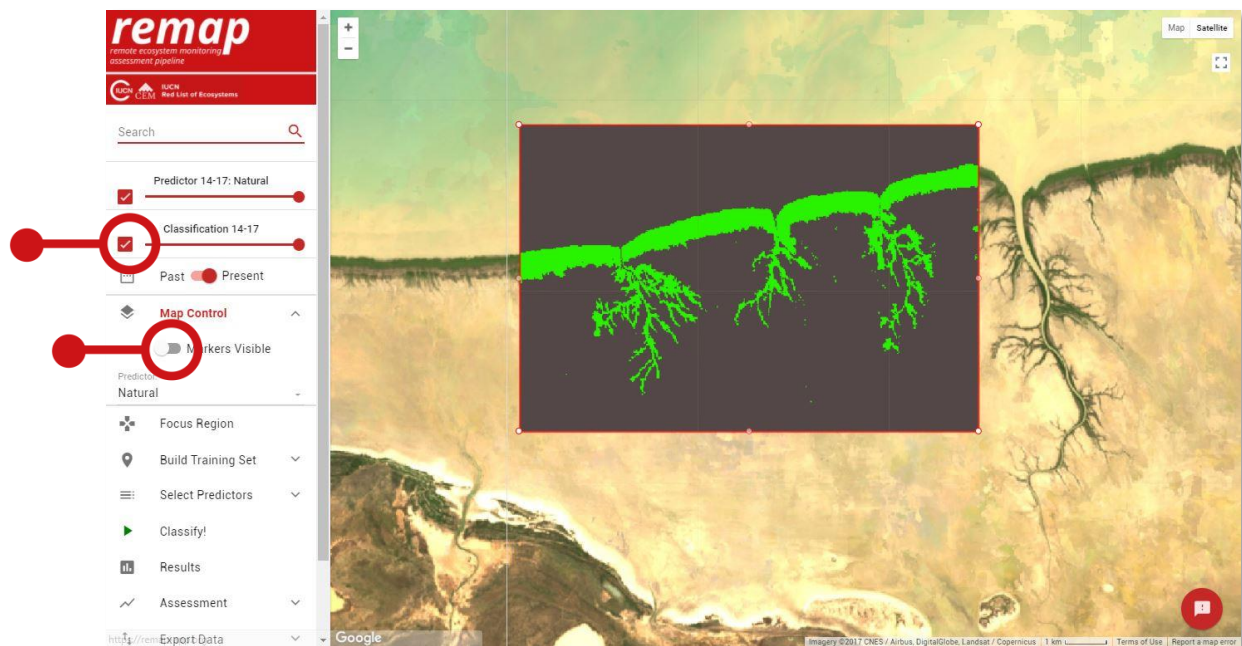 remap
remote ecosystem monitoring
assessment pipeline
IUCN
CEM
IUCN
Red List of Ecosystems
Search
Predictor 14-17: Natural
Classification 14-17
Past
Present
Map Control
Markers Visible
Predictor
Natural
Focus Region
Build Training Set
Select Predictors
Classify!
Results
Assessment
Export Data
+
−
Map
Satellite
Google
Imagery ©2017 CNES / Airbus, DigitalGlobe, Landsat / Copernicus
1 km
Terms of Use
Report a map error